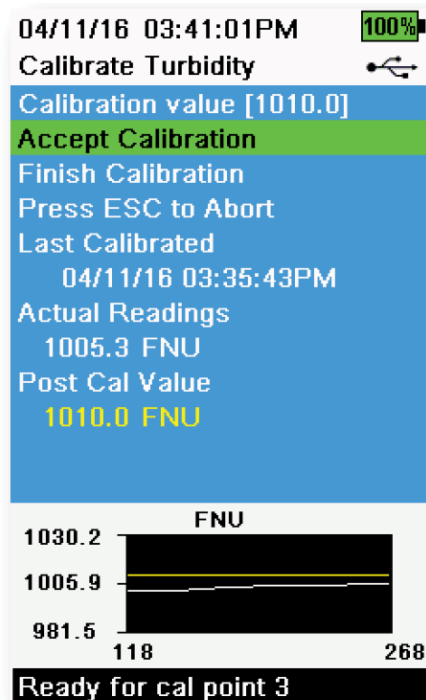 04/11/16 03:41:01PM 100%
Calibrate Turbidity
Calibration value [1010.0]
Accept Calibration
Finish Calibration
Press ESC to Abort
Last Calibrated
04/11/16 03:35:43PM
Actual Readings
1005.3 FNU
Post Cal Value
1010.0 FNU
FNU
1030.2
1005.9
981.5
118 268
Ready for cal point 3